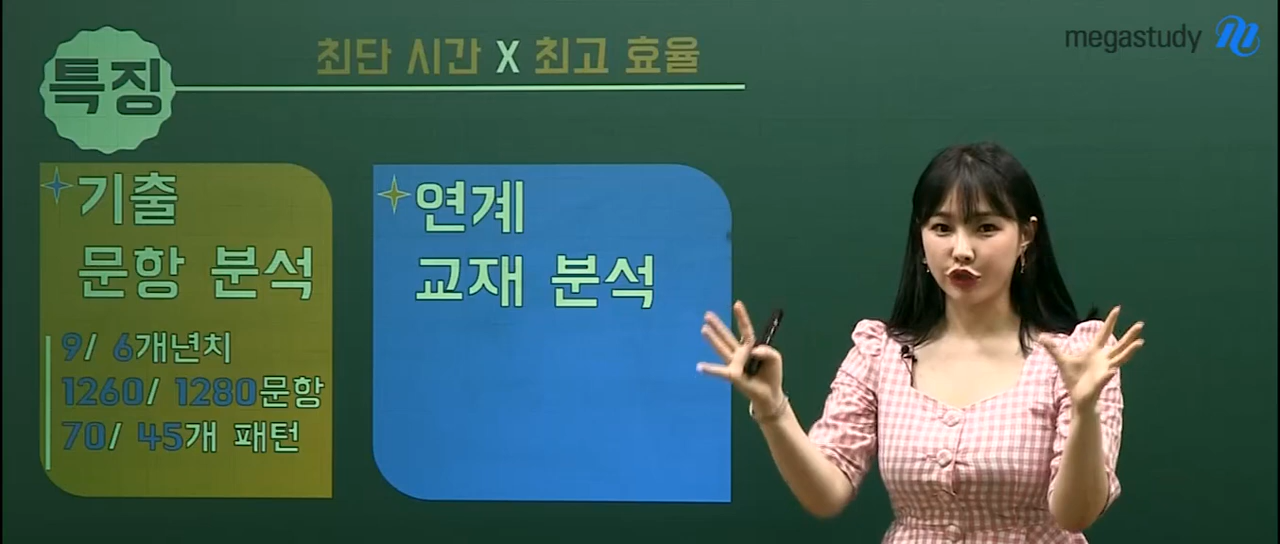 megastudy
특징
최단 시간 X 최고 효율
기출
문항 분석
9/ 6개년치
1260/ 1280문항
70/ 45개 패턴
연계
교재 분석